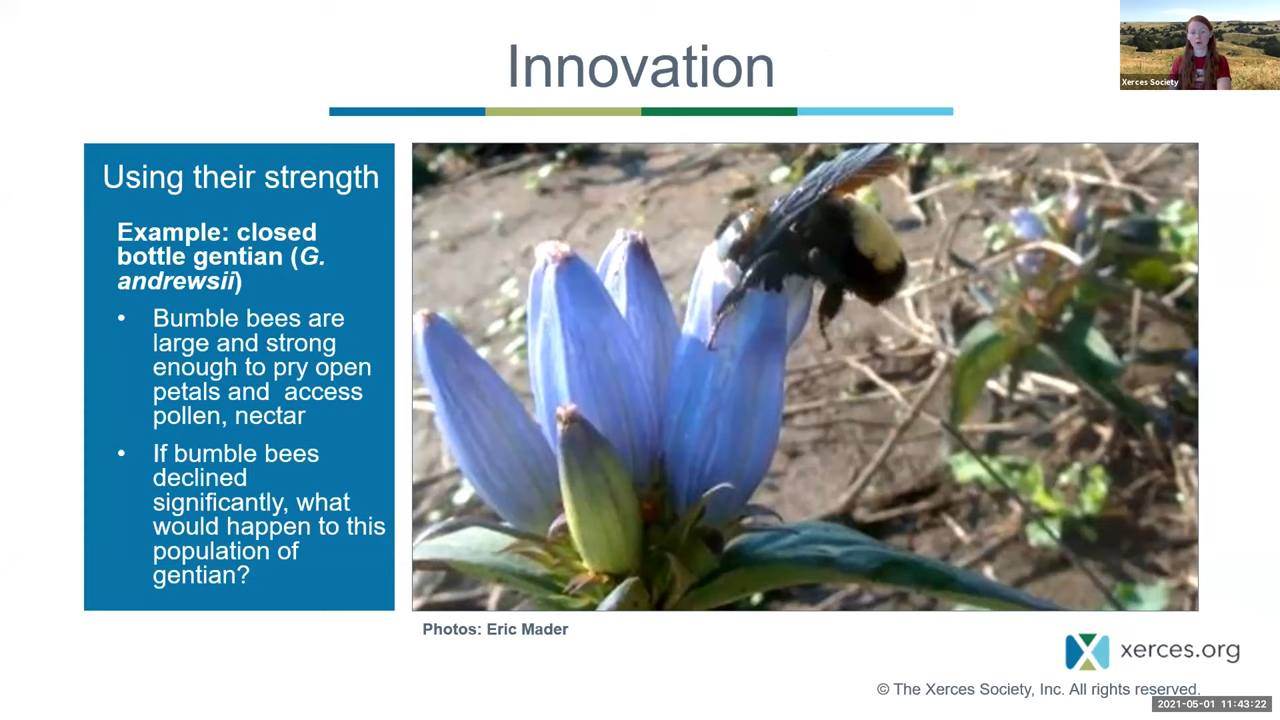 Innovation
Xerces Society
Using their strength
Example: closed
bottle gentian (G.
andrewsii)
• Bumble bees are
large and strong
enough to pry open
petals and access
pollen, nectar
• If bumble bees
declined
significantly, what
would happen to this
population of
gentian?
Photos: Eric Mader
xerces.org
© The Xerces Society, Inc. All rights reserved.
2021-05-01 11:43:22